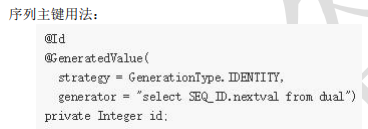 序列主键用法：
@Id
@GeneratedValue(
strategy = GenerationType.IDENTITY,
generator = "select SEQ_ID.nextval from dual")
private Integer id;